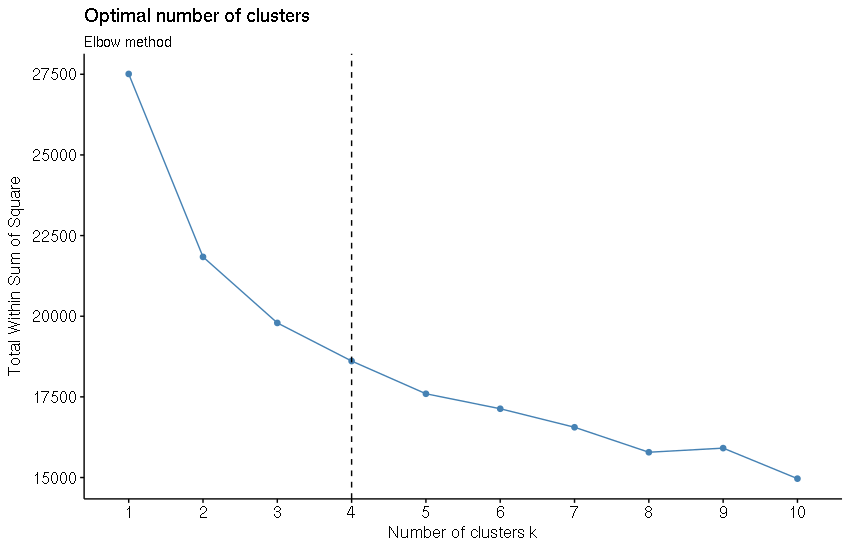 Optimal number of clusters
Elbow method
Total Within Sum of Square
27500
25000
22500
20000
17500
15000
1 2 3 4 5 6 7 8 9 10
Number of clusters k